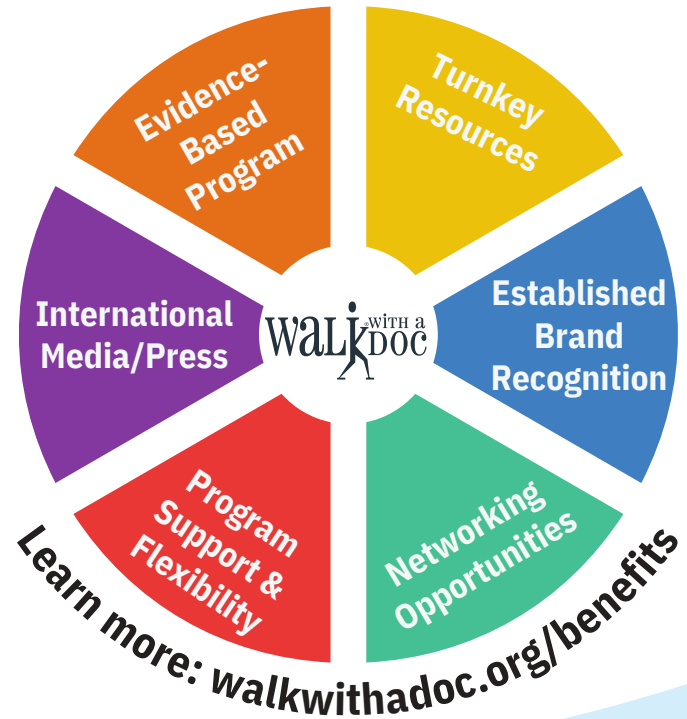 Evidence-
Based
Program
Turnkey
Resources
International
Media/Press
WALK WITH A
DOC
Established
Brand
Recognition
Program
Support &
Flexibility
Networking
Opportunities
Learn more: walkwithadoc.org/benefits